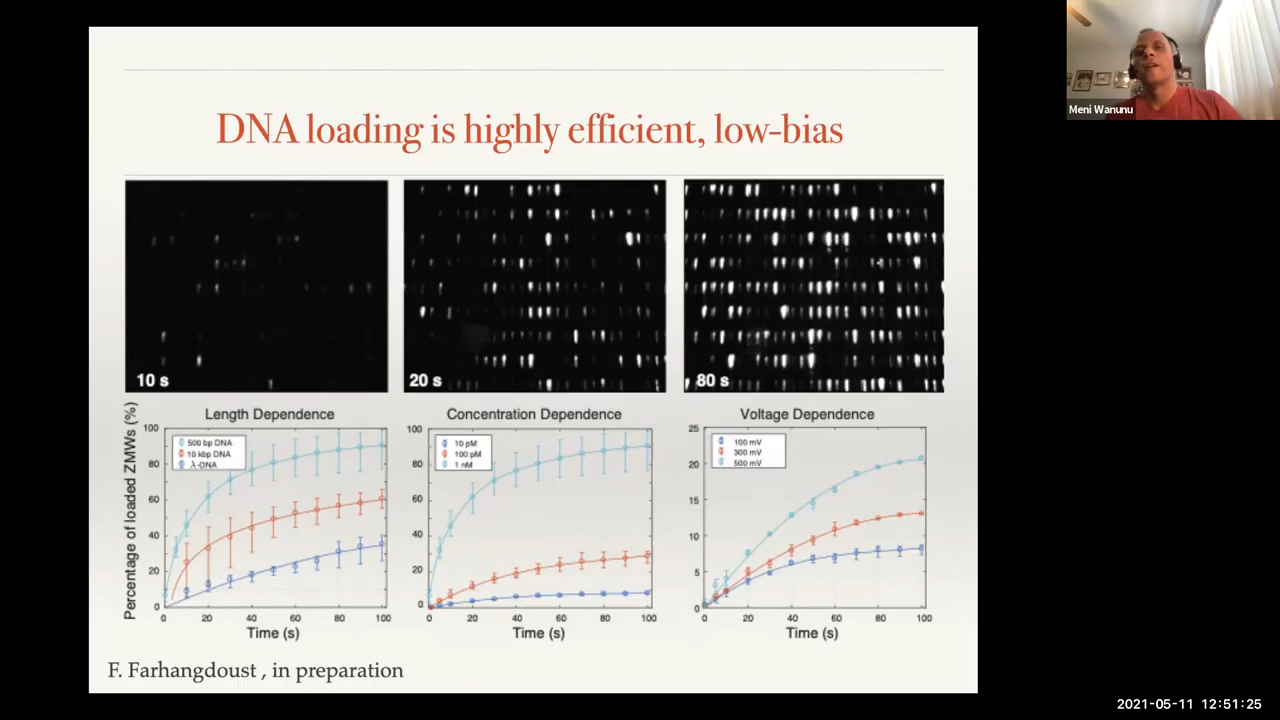 DNA loading is highly efficient, low-bias
Meni Wanunu
10 s
20 s
80 s
Percentage of loaded ZMWs (%)
Length Dependence
500 bp DNA
10 kbp DNA
λ-DNA
100
80
60
40
20
0
0 20 40 60 80 100
Time (s)
Concentration Dependence
10 pM
100 pM
1 nM
100
80
60
40
20
0
0 20 40 60 80 100
Time (s)
Voltage Dependence
100 mV
300 mV
500 mV
25
20
15
10
5
0
0 20 40 60 80 100
Time (s)
F. Farhangdoust , in preparation
2021-05-11 12:51:25